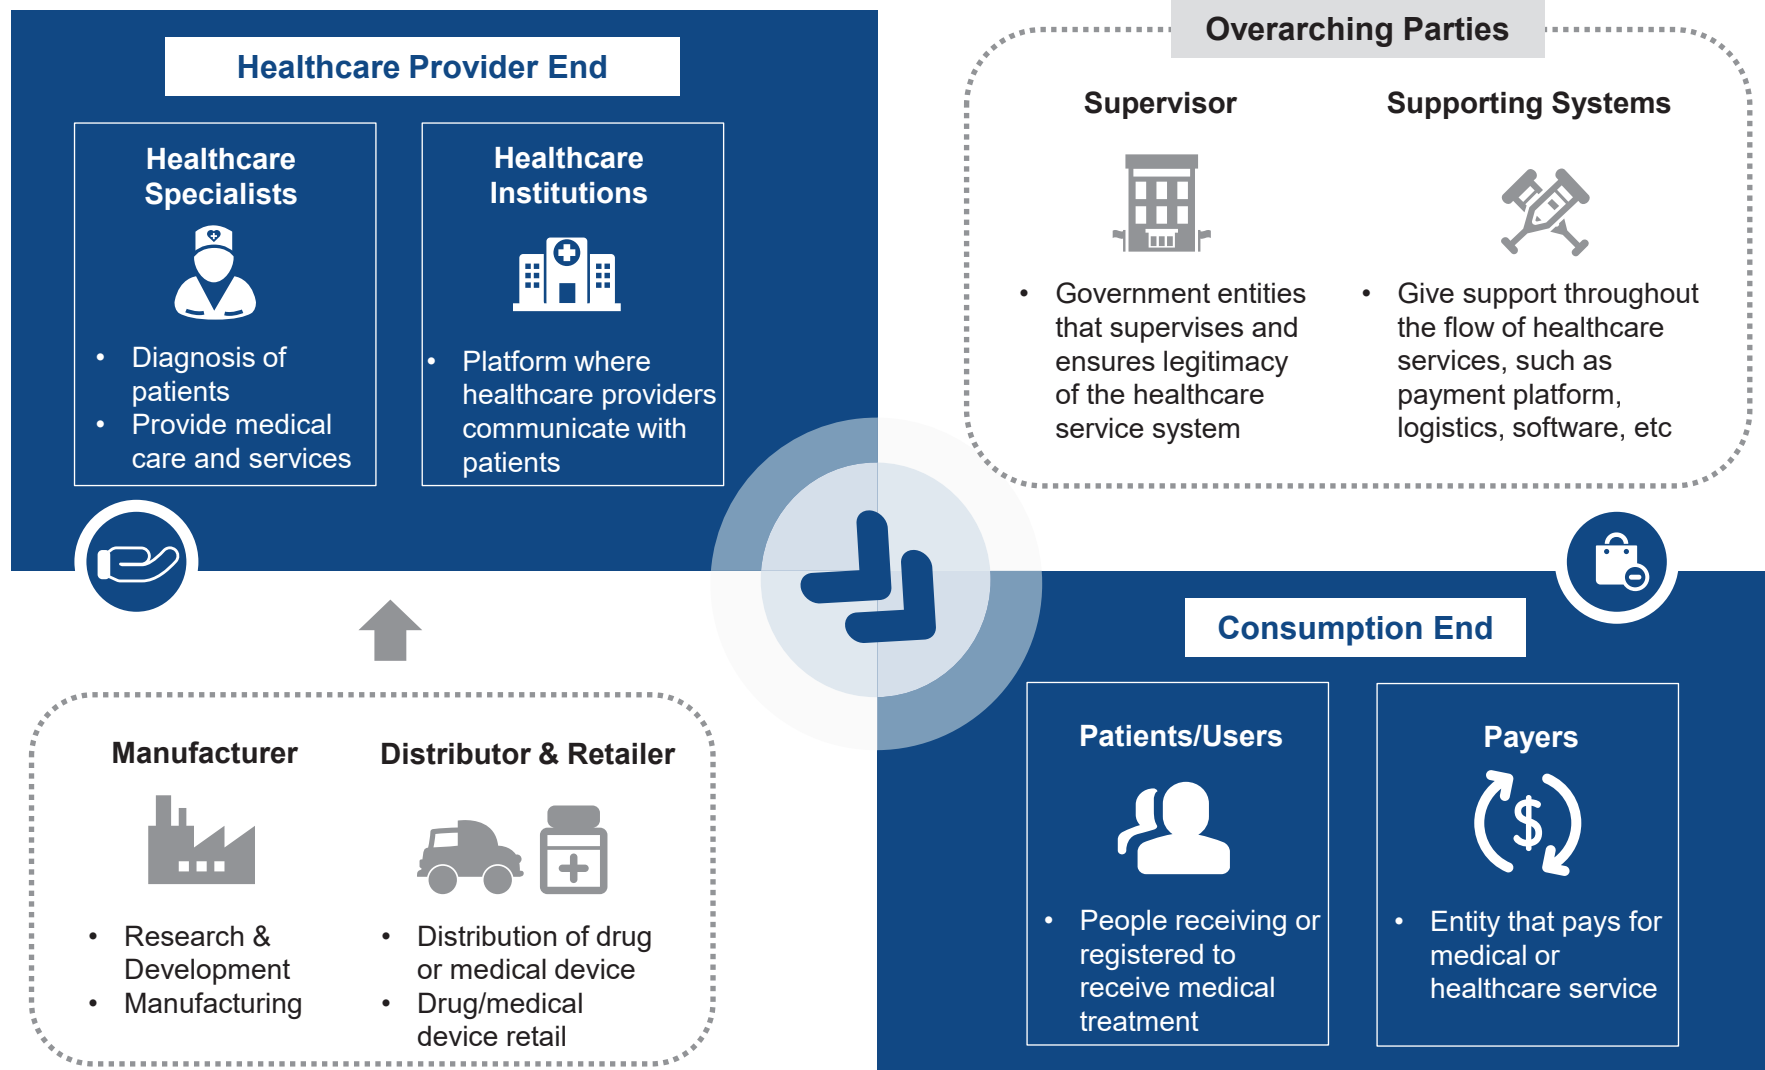 Healthcare Provider End
Healthcare
Specialists
• Diagnosis of
patients
• Provide medical
care and services
Healthcare
Institutions
• Platform where
healthcare providers
communicate with
patients
Overarching Parties
Supervisor
• Government entities
that supervises and
ensures legitimacy
of the healthcare
service system
Supporting Systems
• Give support throughout
the flow of healthcare
services, such as
payment platform,
logistics, software, etc
Manufacturer
• Research &
Development
• Manufacturing
Distributor & Retailer
• Distribution of drug
or medical device
• Drug/medical
device retail
Consumption End
Patients/Users
• People receiving or
registered to
receive medical
treatment
Payers
$
• Entity that pays for
medical or
healthcare service